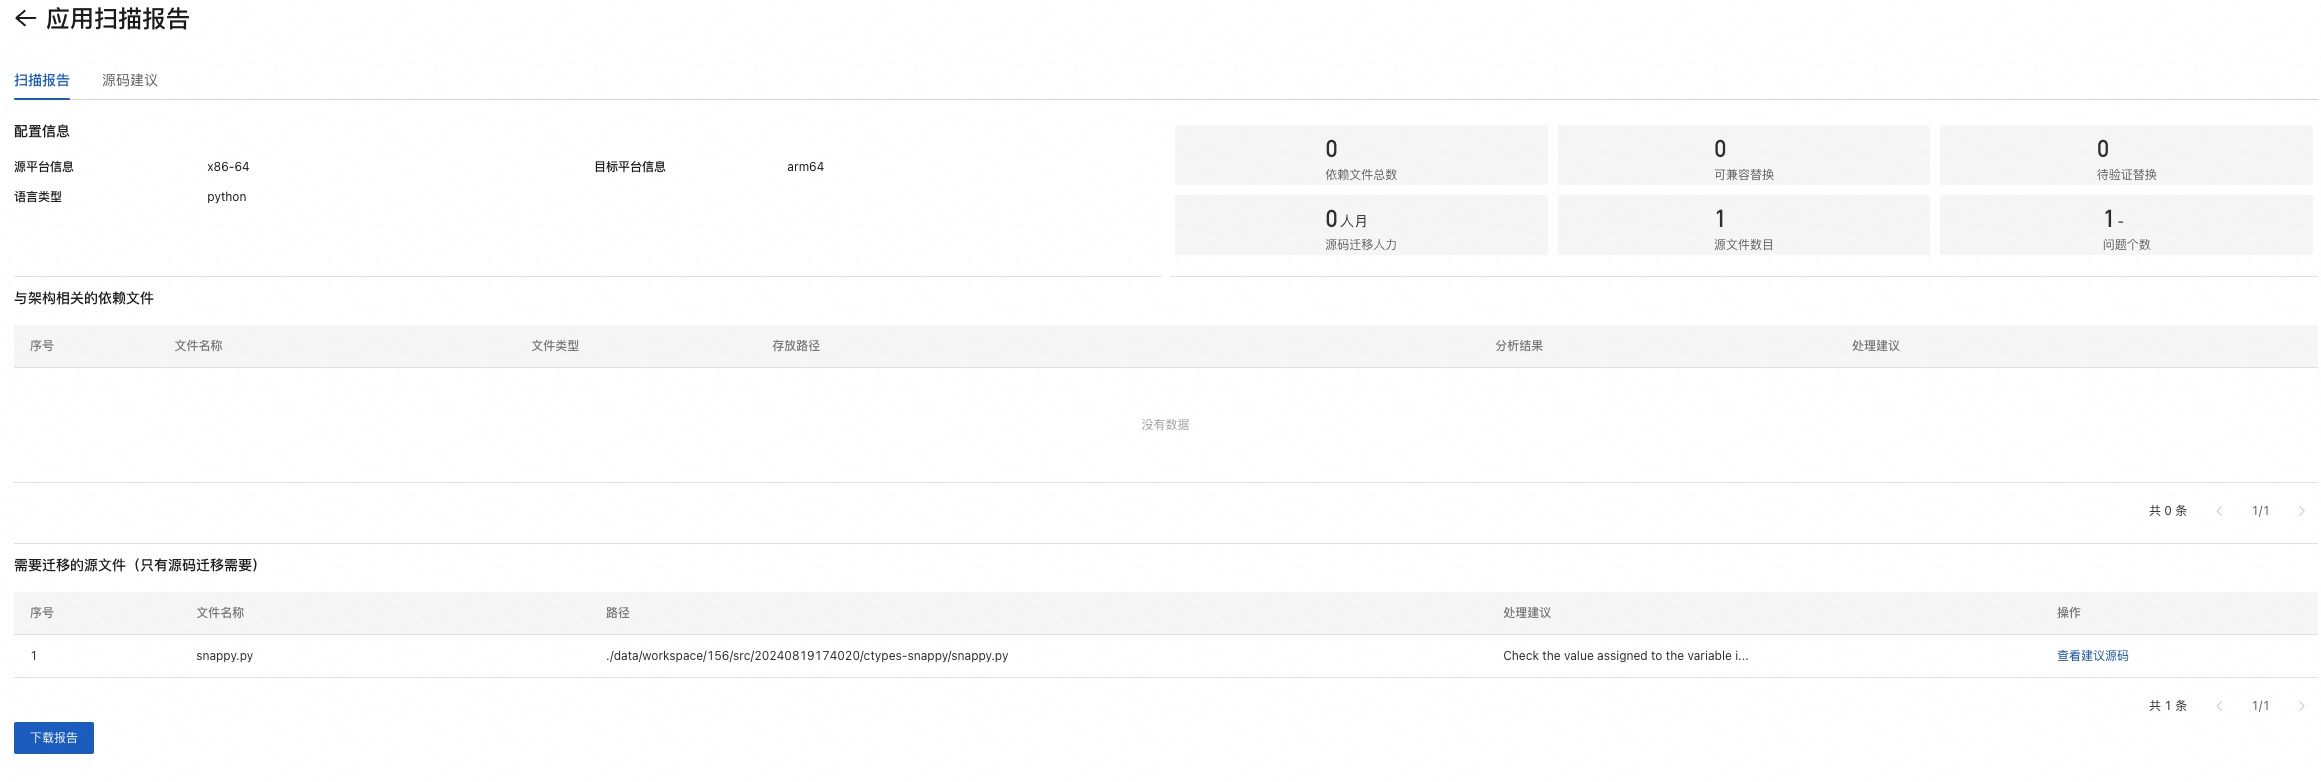 应用扫描报告
扫描报告 源码建议
配置信息
源平台信息 x86-64 目标平台信息 arm64
语言类型 python
0 0 0
依赖文件总数 可兼容替换 待验证替换
0 人月 1 1 -
源码迁移人力 源文件数目 问题个数
与架构相关的依赖文件
序号 文件名称 文件类型 存放路径 分析结果 处理建议
没有数据
共 0 条 1/1
需要迁移的源文件（只有源码迁移需要）
序号 文件名称 路径 处理建议 操作
1 snappy.py ./data/workspace/156/src/20240819174020/ctypes-snappy/snappy.py Check the value assigned to the variable i... 查看建议源码
共 1 条 1/1
下载报告